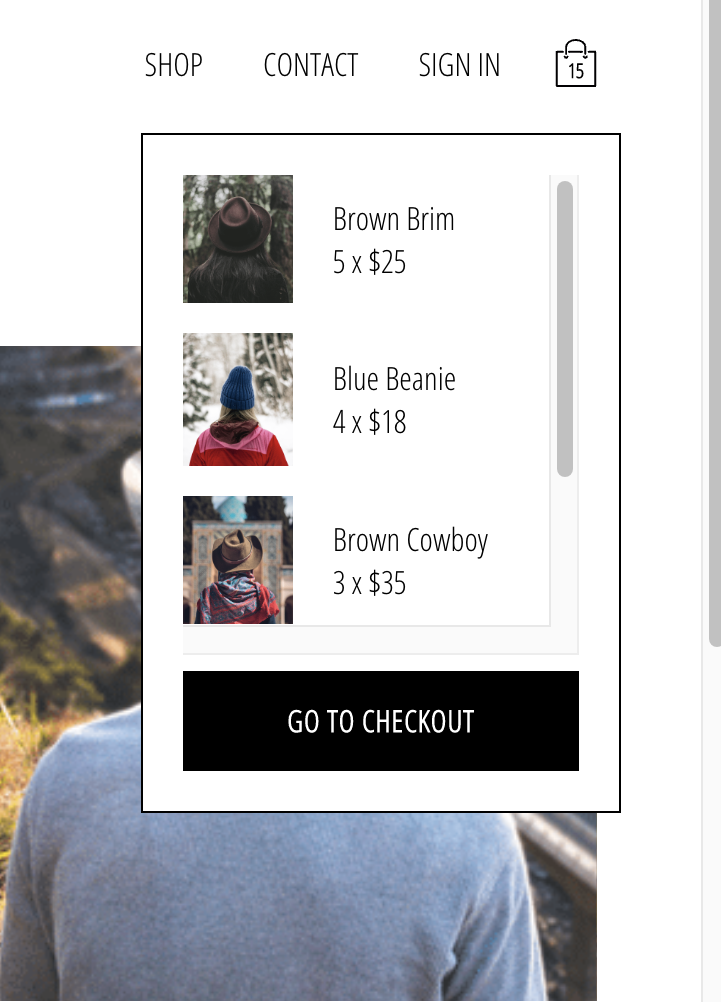 SHOP CONTACT SIGN IN 15
Brown Brim
5 x $25
Blue Beanie
4 x $18
Brown Cowboy
3 x $35
GO TO CHECKOUT